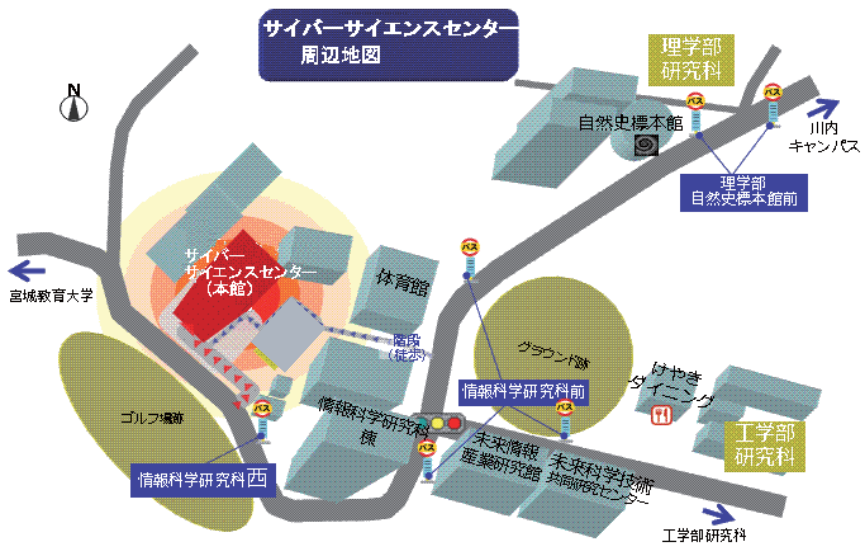 サイバーサイエンスセンター
周辺地図
理学部
研究科
N
バス
バス
川内
キャンパス
自然史標本館
理学部
自然史標本館前
サイバー
サイエンスセンター
(本館)
バス
体育館
宮城教育大学
階段
(徒歩)
グラウンド跡
けやき
ダイニング
ゴルフ場跡
バス
情報科学研究科
棟
情報科学研究科前
バス
バス
未来情報
産業研究館
未来科学技術
共同研究センター
工学部
研究科
情報科学研究科西
工学部研究科